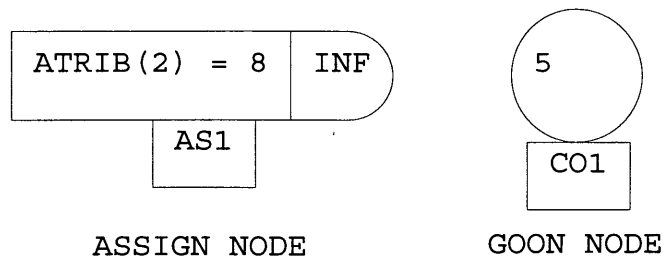 ATRIB(2) = 8 INF
AS1
ASSIGN NODE
5
CO1
GOON NODE